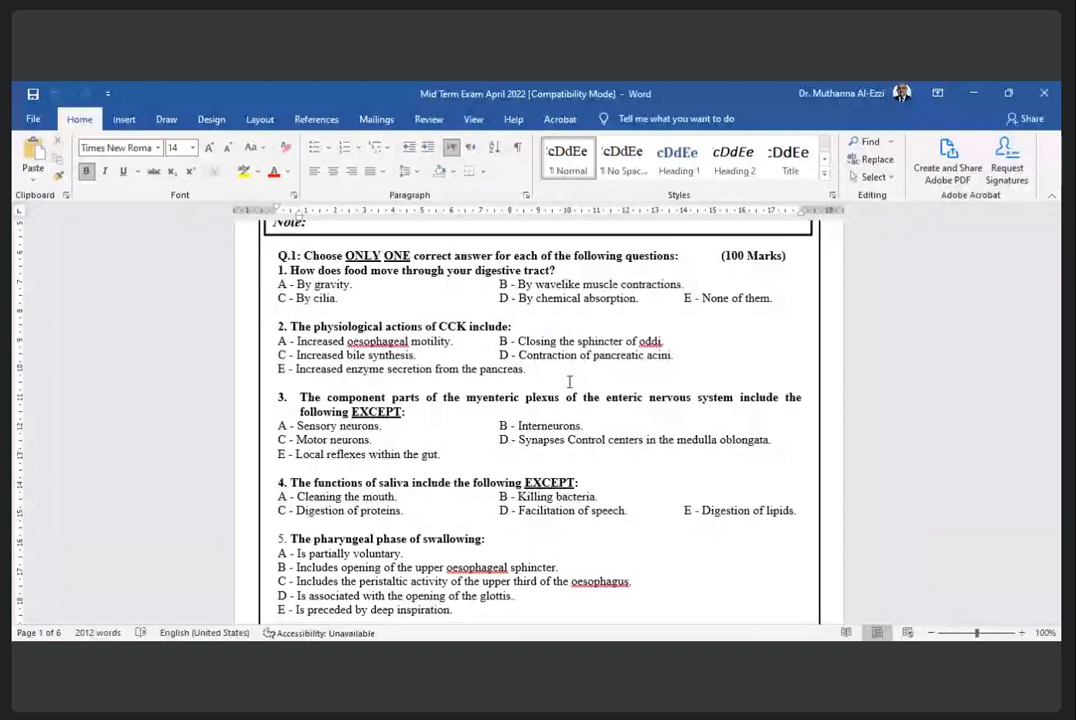 Mid Term Exam April 2022 [Compatibility Mode] - Word
Dr. Muthanna Al-Ezzi
File Home Insert Draw Design Layout References Mailings Review View Help Acrobat Tell me what you want to do Share
Times New Roma 14 Find
Replace
Select
Paste
¶ Normal ¶ No Spac... Heading 1 Heading 2 Title
Create and Share Adobe PDF
Request Signatures
Clipboard Font Paragraph Styles Editing Adobe Acrobat
Note:
Q.1: Choose ONLY ONE correct answer for each of the following questions: (100 Marks)
1. How does food move through your digestive tract?
A - By gravity. B - By wavelike muscle contractions.
C - By cilia. D - By chemical absorption. E - None of them.
2. The physiological actions of CCK include:
A - Increased oesophageal motility. B - Closing the sphincter of oddi.
C - Increased bile synthesis. D - Contraction of pancreatic acini.
E - Increased enzyme secretion from the pancreas.
3. The component parts of the myenteric plexus of the enteric nervous system include the
following EXCEPT:
A - Sensory neurons. B - Interneurons.
C - Motor neurons. D - Synapses Control centers in the medulla oblongata.
E - Local reflexes within the gut.
4. The functions of saliva include the following EXCEPT:
A - Cleaning the mouth. B - Killing bacteria.
C - Digestion of proteins. D - Facilitation of speech. E - Digestion of lipids.
5. The pharyngeal phase of swallowing:
A - Is partially voluntary.
B - Includes opening of the upper oesophageal sphincter.
C - Includes the peristaltic activity of the upper third of the oesophagus.
D - Is associated with the opening of the glottis.
E - Is preceded by deep inspiration.
Page 1 of 6 2012 words English (United States) Accessibility: Unavailable 100%